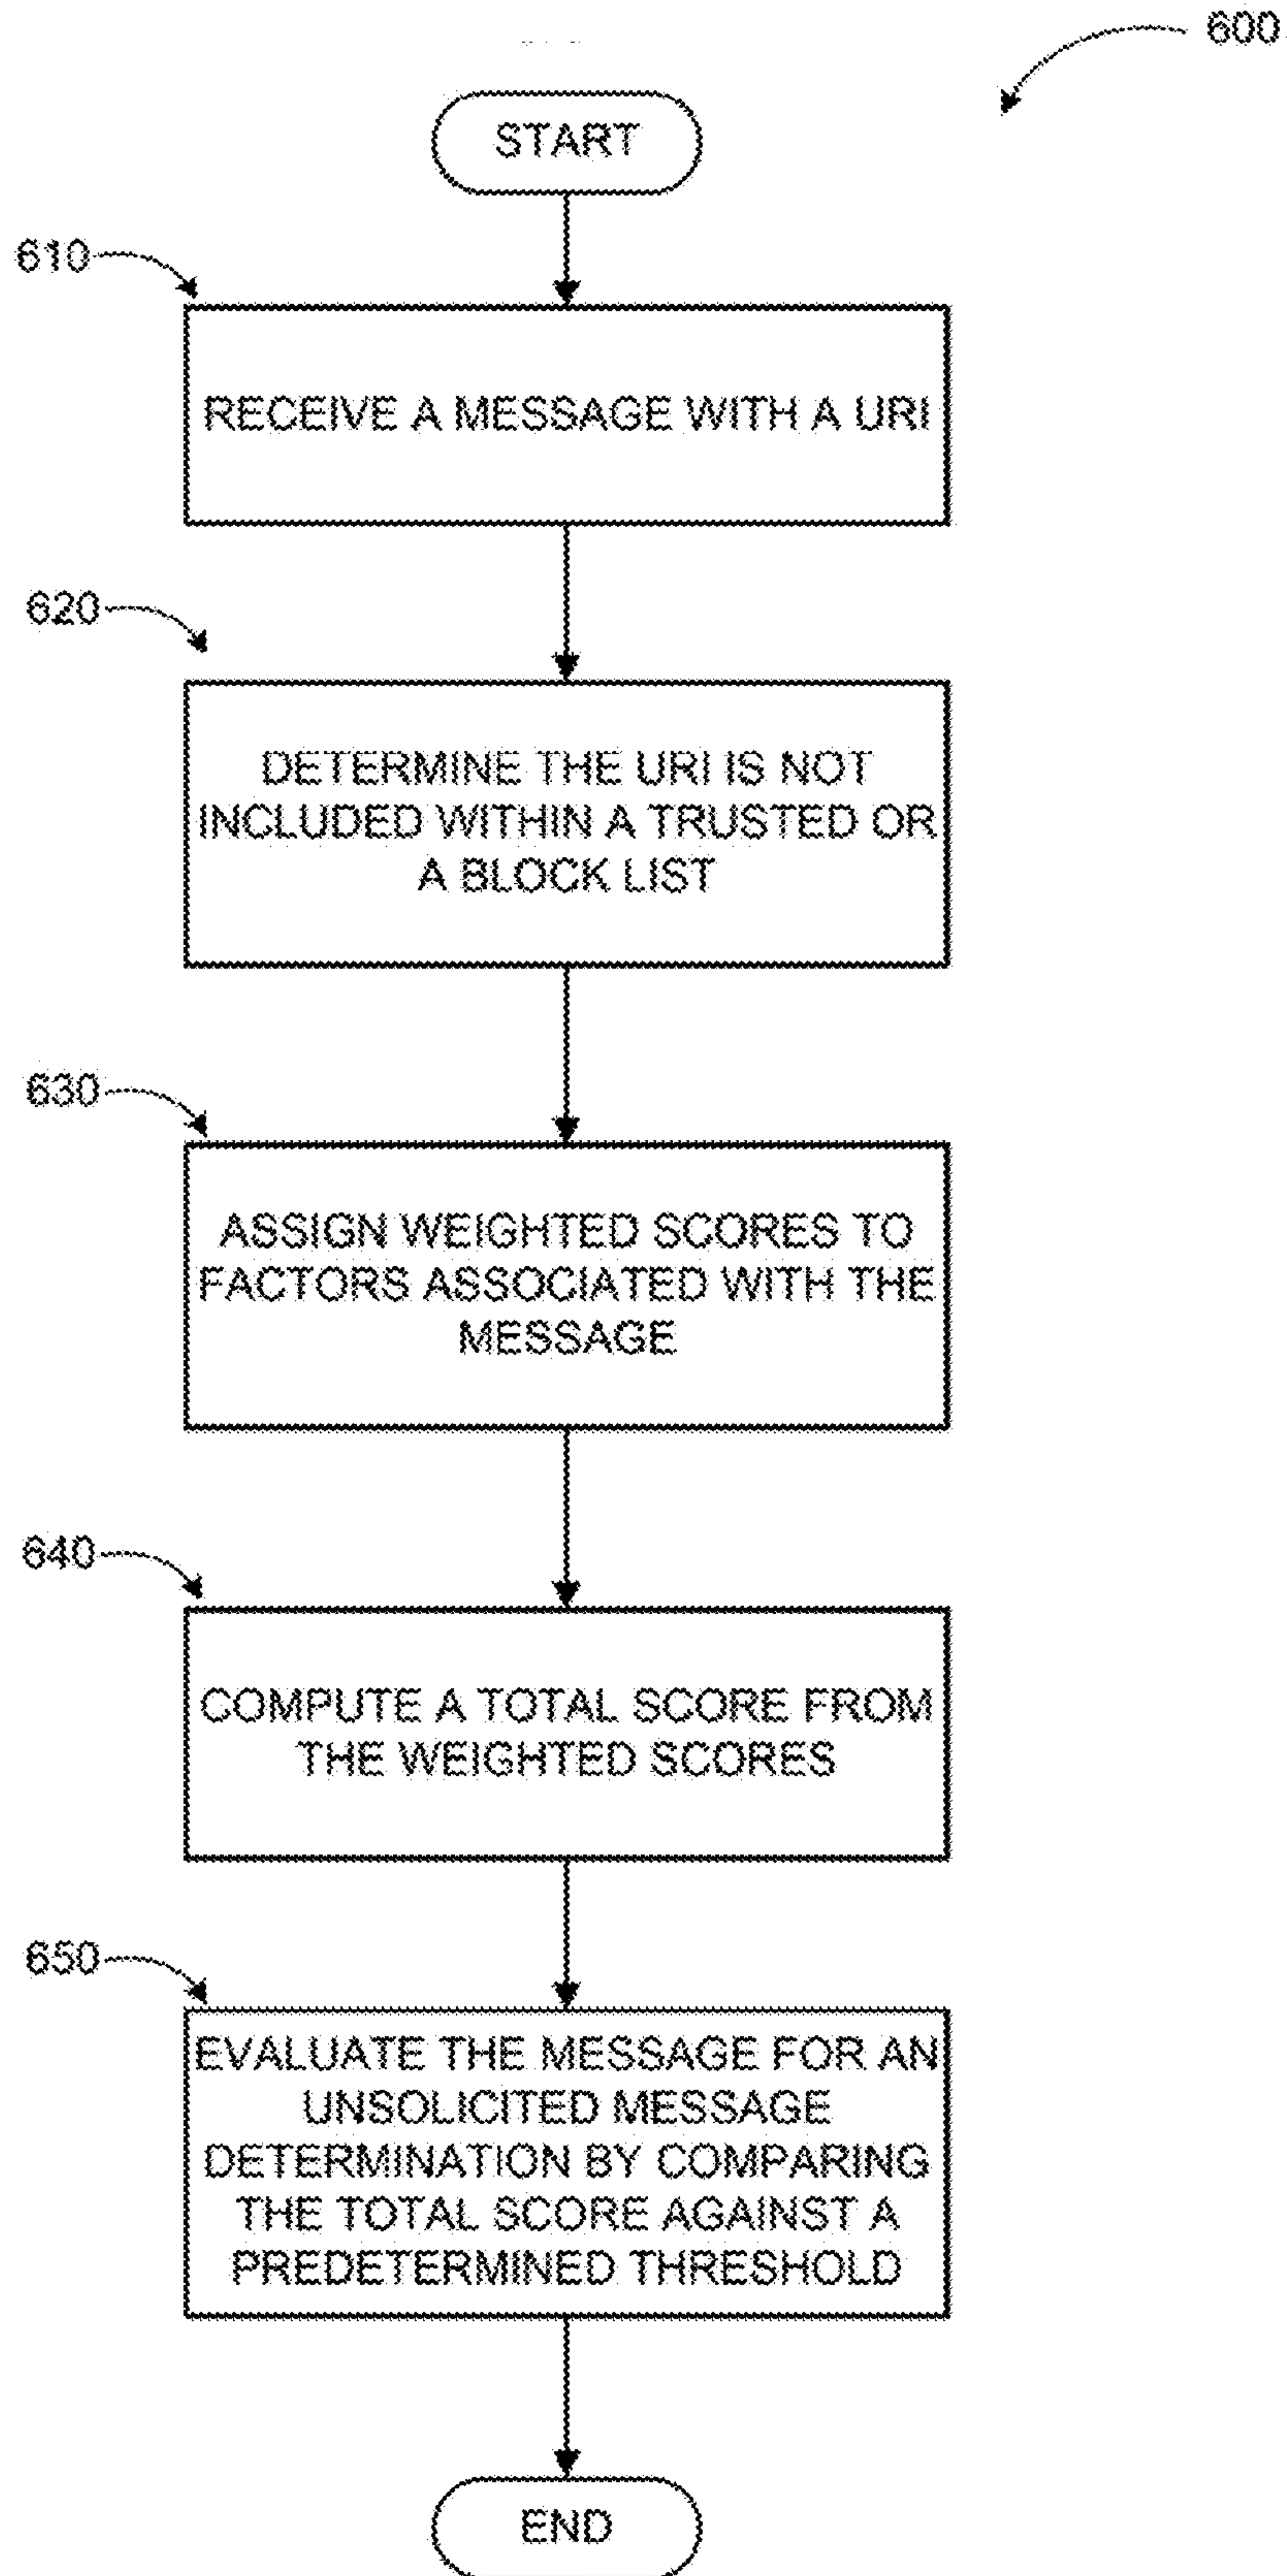 600
START
610
RECEIVE A MESSAGE WITH A URI
620
DETERMINE THE URI IS NOT
INCLUDED WITHIN A TRUSTED OR
A BLOCK LIST
630
ASSIGN WEIGHTED SCORES TO
FACTORS ASSOCIATED WITH THE
MESSAGE
640
COMPUTE A TOTAL SCORE FROM
THE WEIGHTED SCORES
650
EVALUATE THE MESSAGE FOR AN
UNSOLICITED MESSAGE
DETERMINATION BY COMPARING
THE TOTAL SCORE AGAINST A
PREDETERMINED THRESHOLD
END